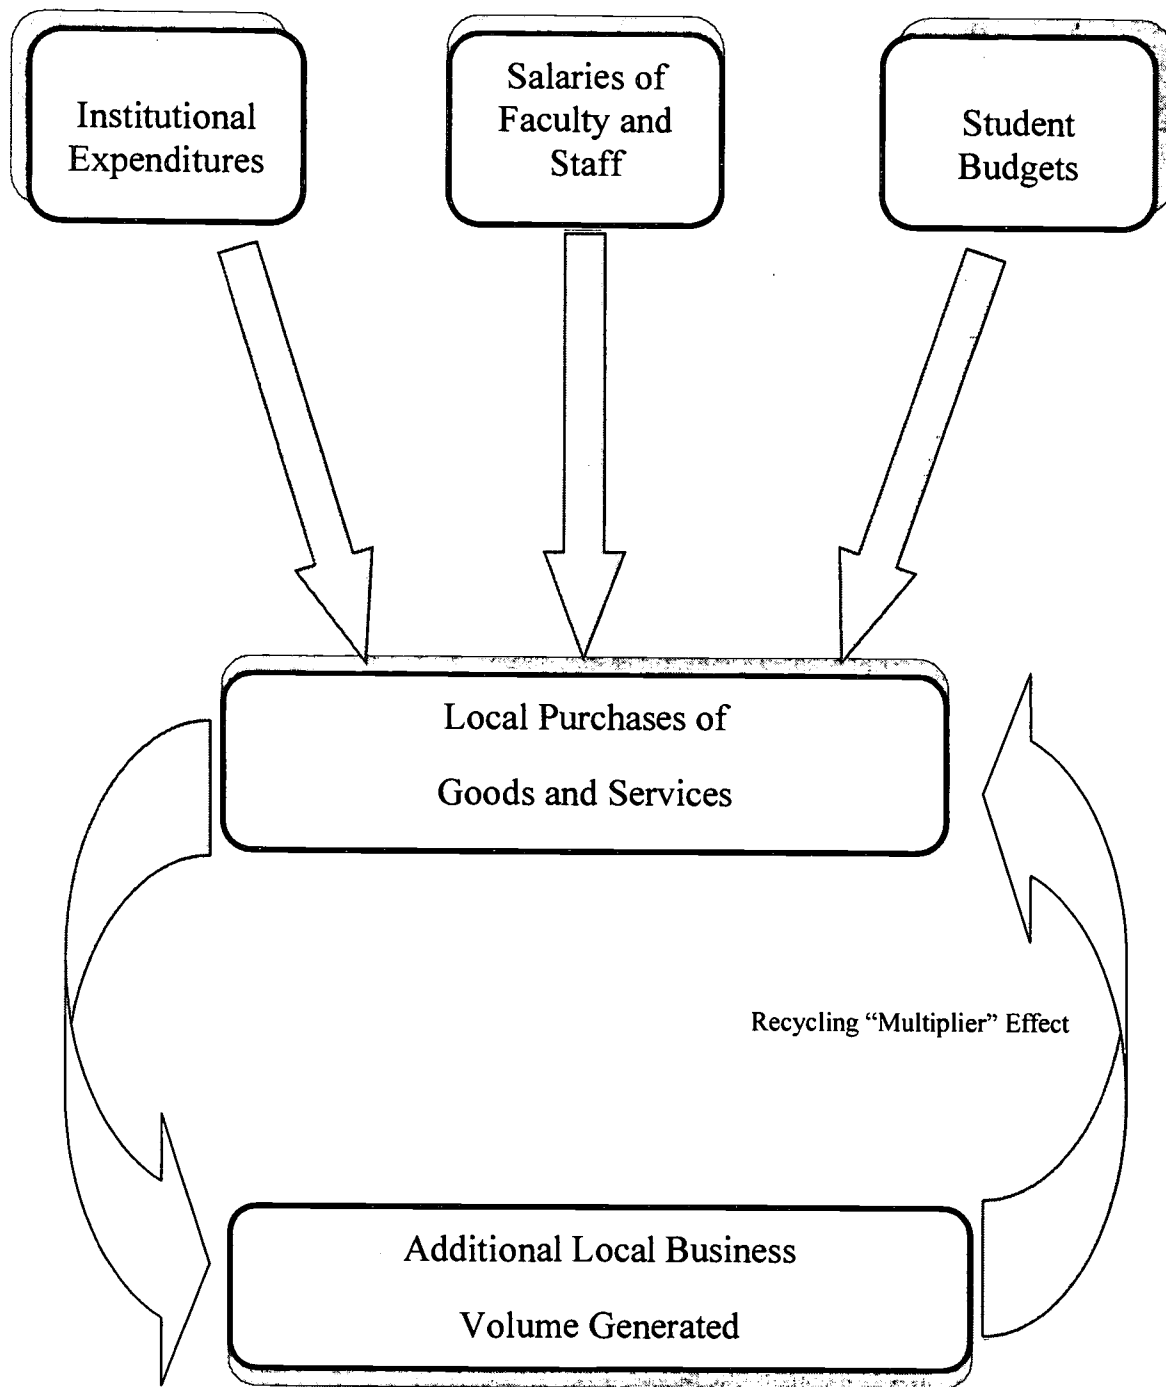 Institutional
Expenditures
Salaries of
Faculty and
Staff
Student
Budgets
Local Purchases of
Goods and Services
Recycling “Multiplier” Effect
Additional Local Business
Volume Generated